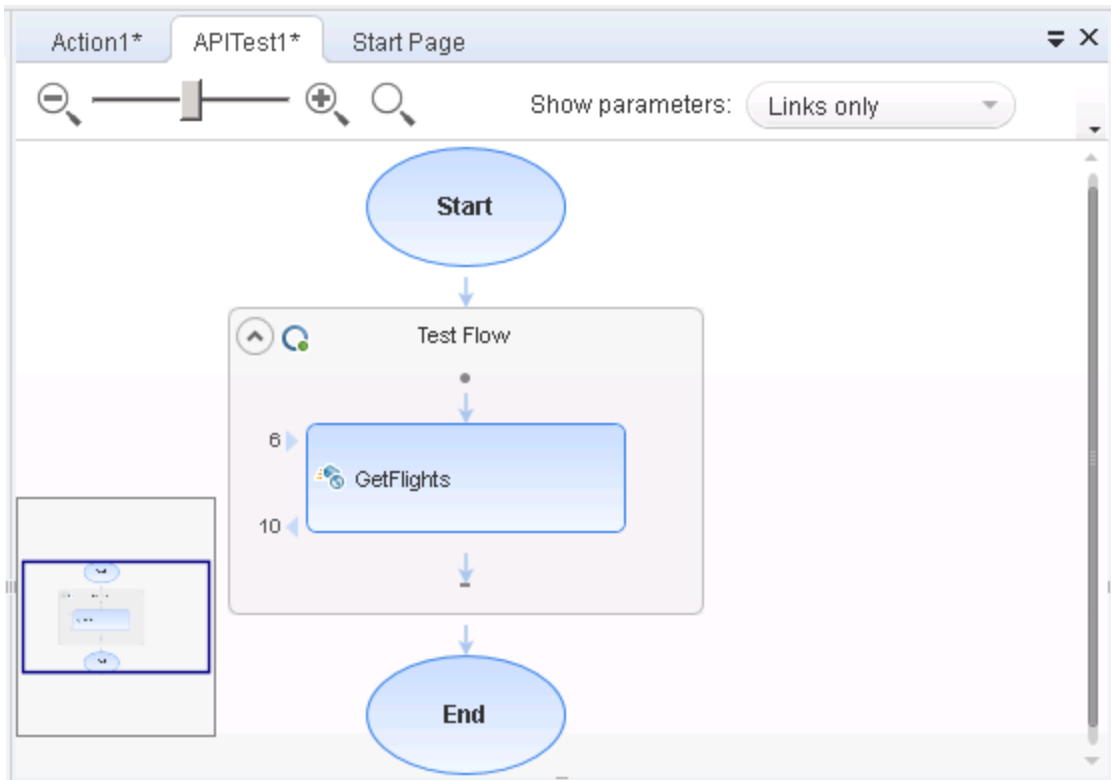 Action1*
APITest1*
Start Page
Show parameters:
Links only
Start
Test Flow
6
GetFlights
10
End